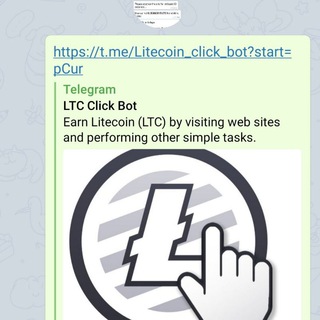 https://t.me/Litecoin_click_bot?start=
pCur
Telegram
LTC Click Bot
Earn Litecoin (LTC) by visiting web sites
and performing other simple tasks.